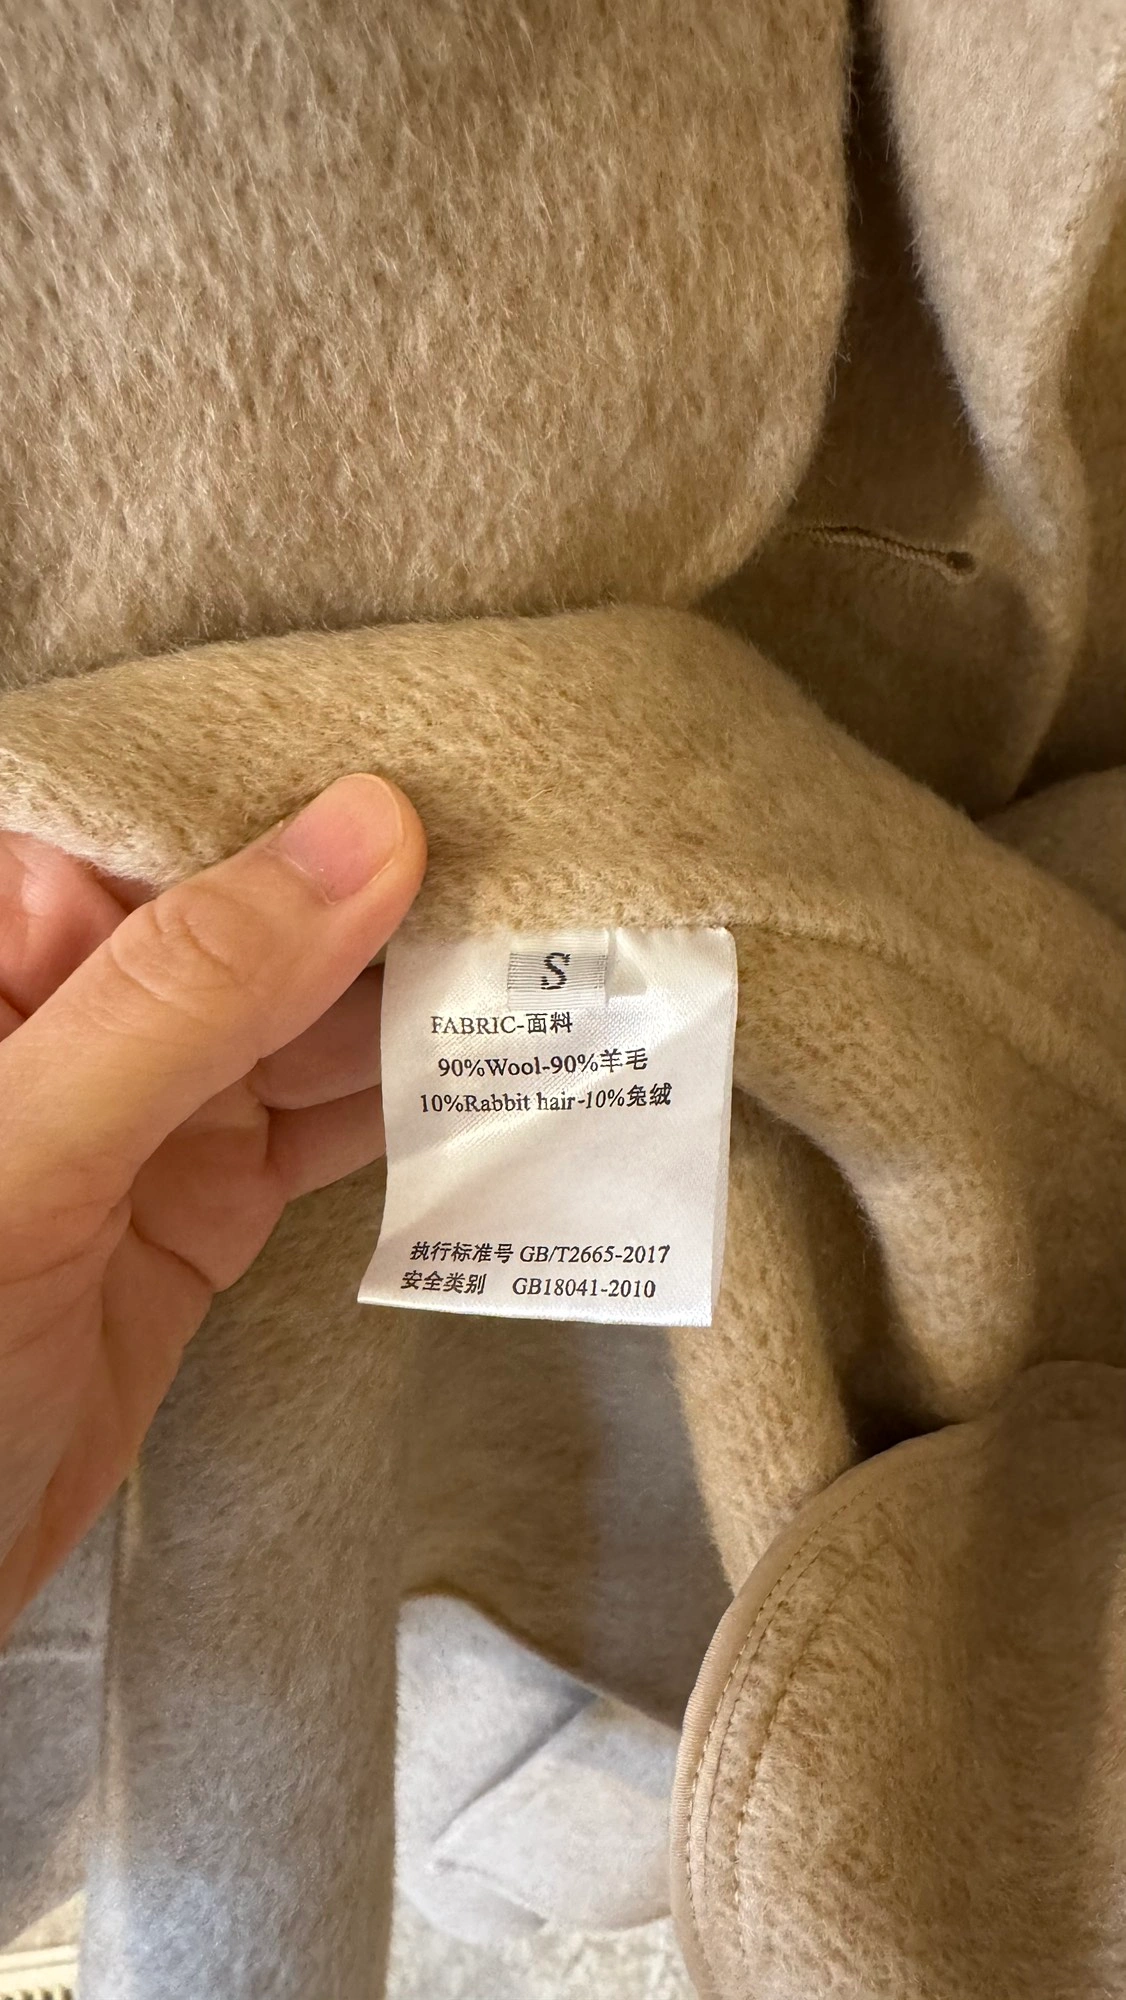 S
FABRIC-面料
90%Wool-90%羊毛
10%Rabbit hair-10%兔绒
执行标准号 GB/T2665-2017
安全类别 GB18041-2010